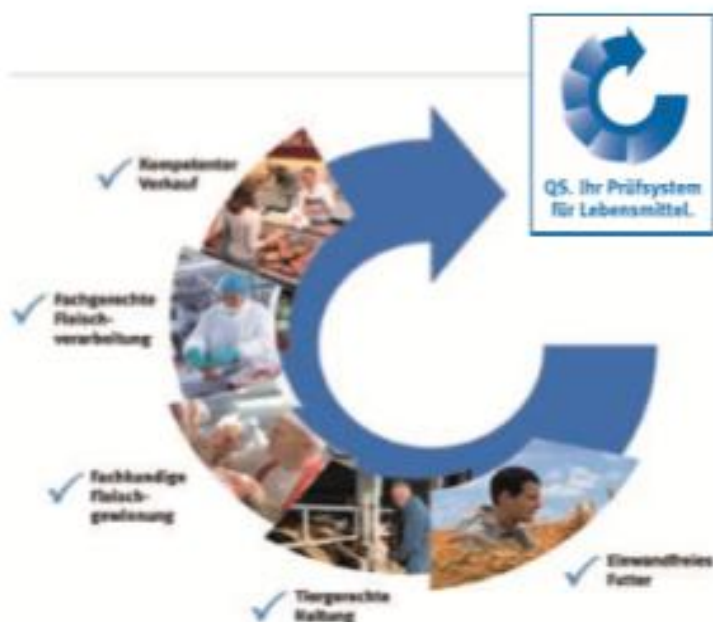 QS. Ihr Prüfsystem
für Lebensmittel.
Kompetenter
Verkauf
Fachgerechte
Fleisch-
verarbeitung
Fachkundige
Fleisch-
gewinnung
Tiergerechte
Haltung
Einwandfreies
Futter